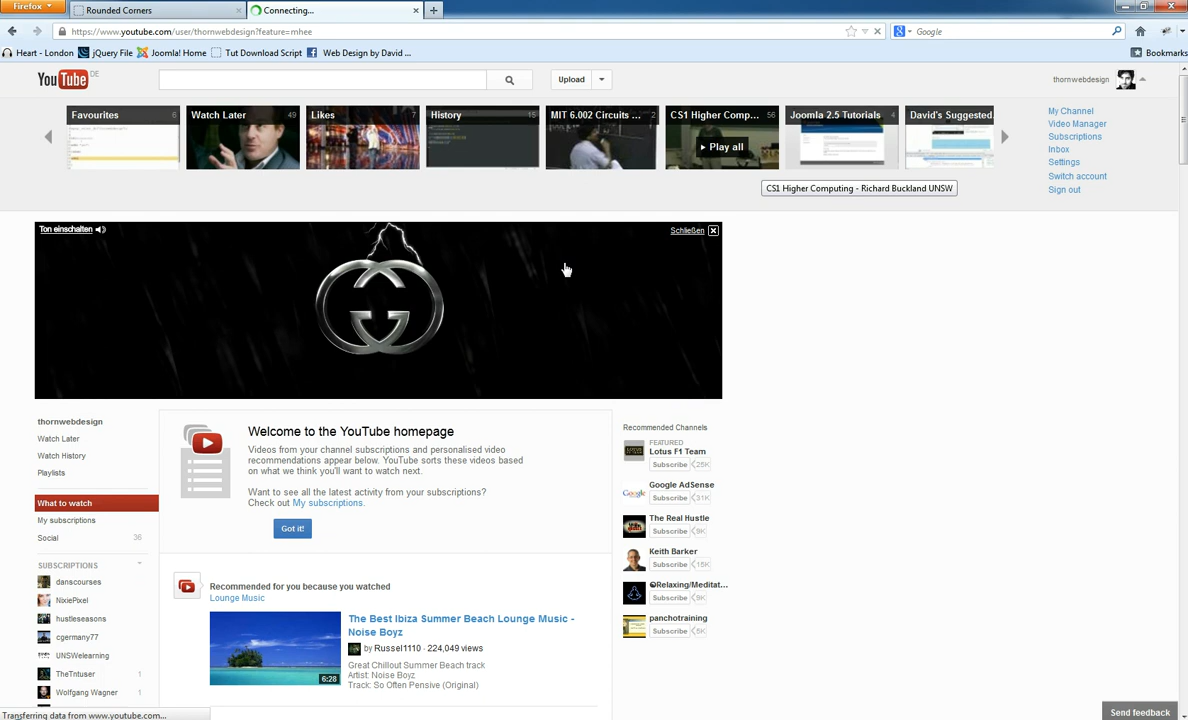 Firefox
Rounded Corners
Connecting...
https://www.youtube.com/user/thornwebdesign?feature=mhee
Google
Heart - London
jQuery File
Joomla! Home
Tut Download Script
Web Design by David ...
Bookmarks
YouTube DE
Upload
thornwebdesign
Favourites 6
Watch Later 49
Likes 7
History 15
MIT 6.002 Circuits ... 2
CS1 Higher Comp... 56
Play all
Joomla 2.5 Tutorials 4
David's Suggested
My Channel
Video Manager
Subscriptions
Inbox
Settings
Switch account
Sign out
CS1 Higher Computing - Richard Buckland UNSW
Ton einschalten
Schließen
thornwebdesign
Watch Later
Watch History
Playlists
What to watch
My subscriptions
Social 36
SUBSCRIPTIONS
danscourses
NixiePixel
hustleseasons
cgermany77
UNSWelearning
TheTntuser 1
Wolfgang Wagner 1
Welcome to the YouTube homepage
Videos from your channel subscriptions and personalised video
recommendations appear below. YouTube sorts these videos based
on what we think you'll want to watch next.
Want to see all the latest activity from your subscriptions?
Check out My subscriptions.
Got it!
Recommended for you because you watched
Lounge Music
The Best Ibiza Summer Beach Lounge Music -
Noise Boyz
by Russel1110 · 224,049 views
Great Chillout Summer Beach track
Artist: Noise Boyz
Track: So Often Pensive (Original)
6:28
Recommended Channels
FEATURED
Lotus F1 Team
Subscribe 25K
Google AdSense
Subscribe 31K
The Real Hustle
Subscribe 9K
Keith Barker
Subscribe 15K
Relaxing/Meditat...
Subscribe 8K
panchotraining
Subscribe 5K
Transferring data from www.youtube.com...
Send feedback